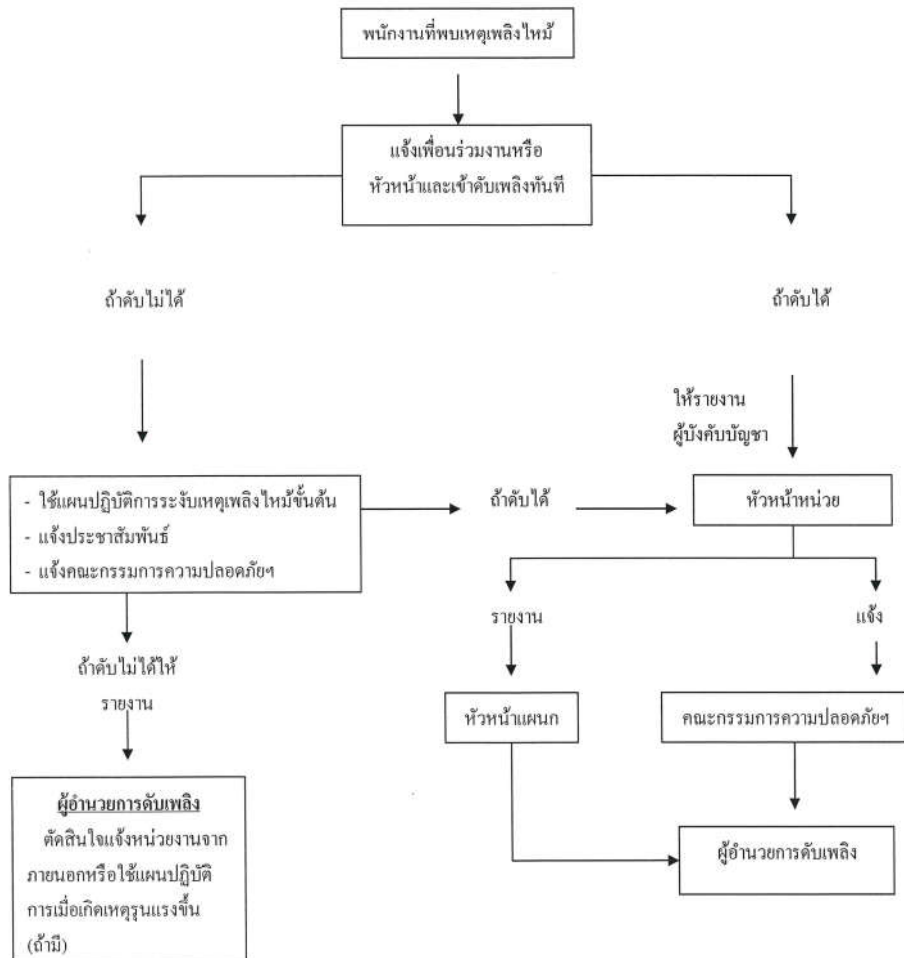 พนักงานที่พบเหตุเพลิงไหม้
แจ้งเพื่อนร่วมงานหรือ
หัวหน้าและเข้าดับเพลิงทันที
ถ้าดับไม่ได้
ถ้าดับได้
ให้รายงาน
ผู้บังคับบัญชา
- ใช้แผนปฏิบัติการระงับเหตุเพลิงไหม้ขั้นต้น
- แจ้งประชาสัมพันธ์
- แจ้งคณะกรรมการความปลอดภัยฯ
ถ้าดับได้
หัวหน้าหน่วย
รายงาน
แจ้ง
ถ้าดับไม่ได้ให้
รายงาน
หัวหน้าแผนก
คณะกรรมการความปลอดภัยฯ
ผู้อำนวยการดับเพลิง
ตัดสินใจแจ้งหน่วยงานจาก
ภายนอกหรือใช้แผนปฏิบัติ
การเมื่อเกิดเหตุรุนแรงขึ้น
(ถ้ามี)
ผู้อำนวยการดับเพลิง